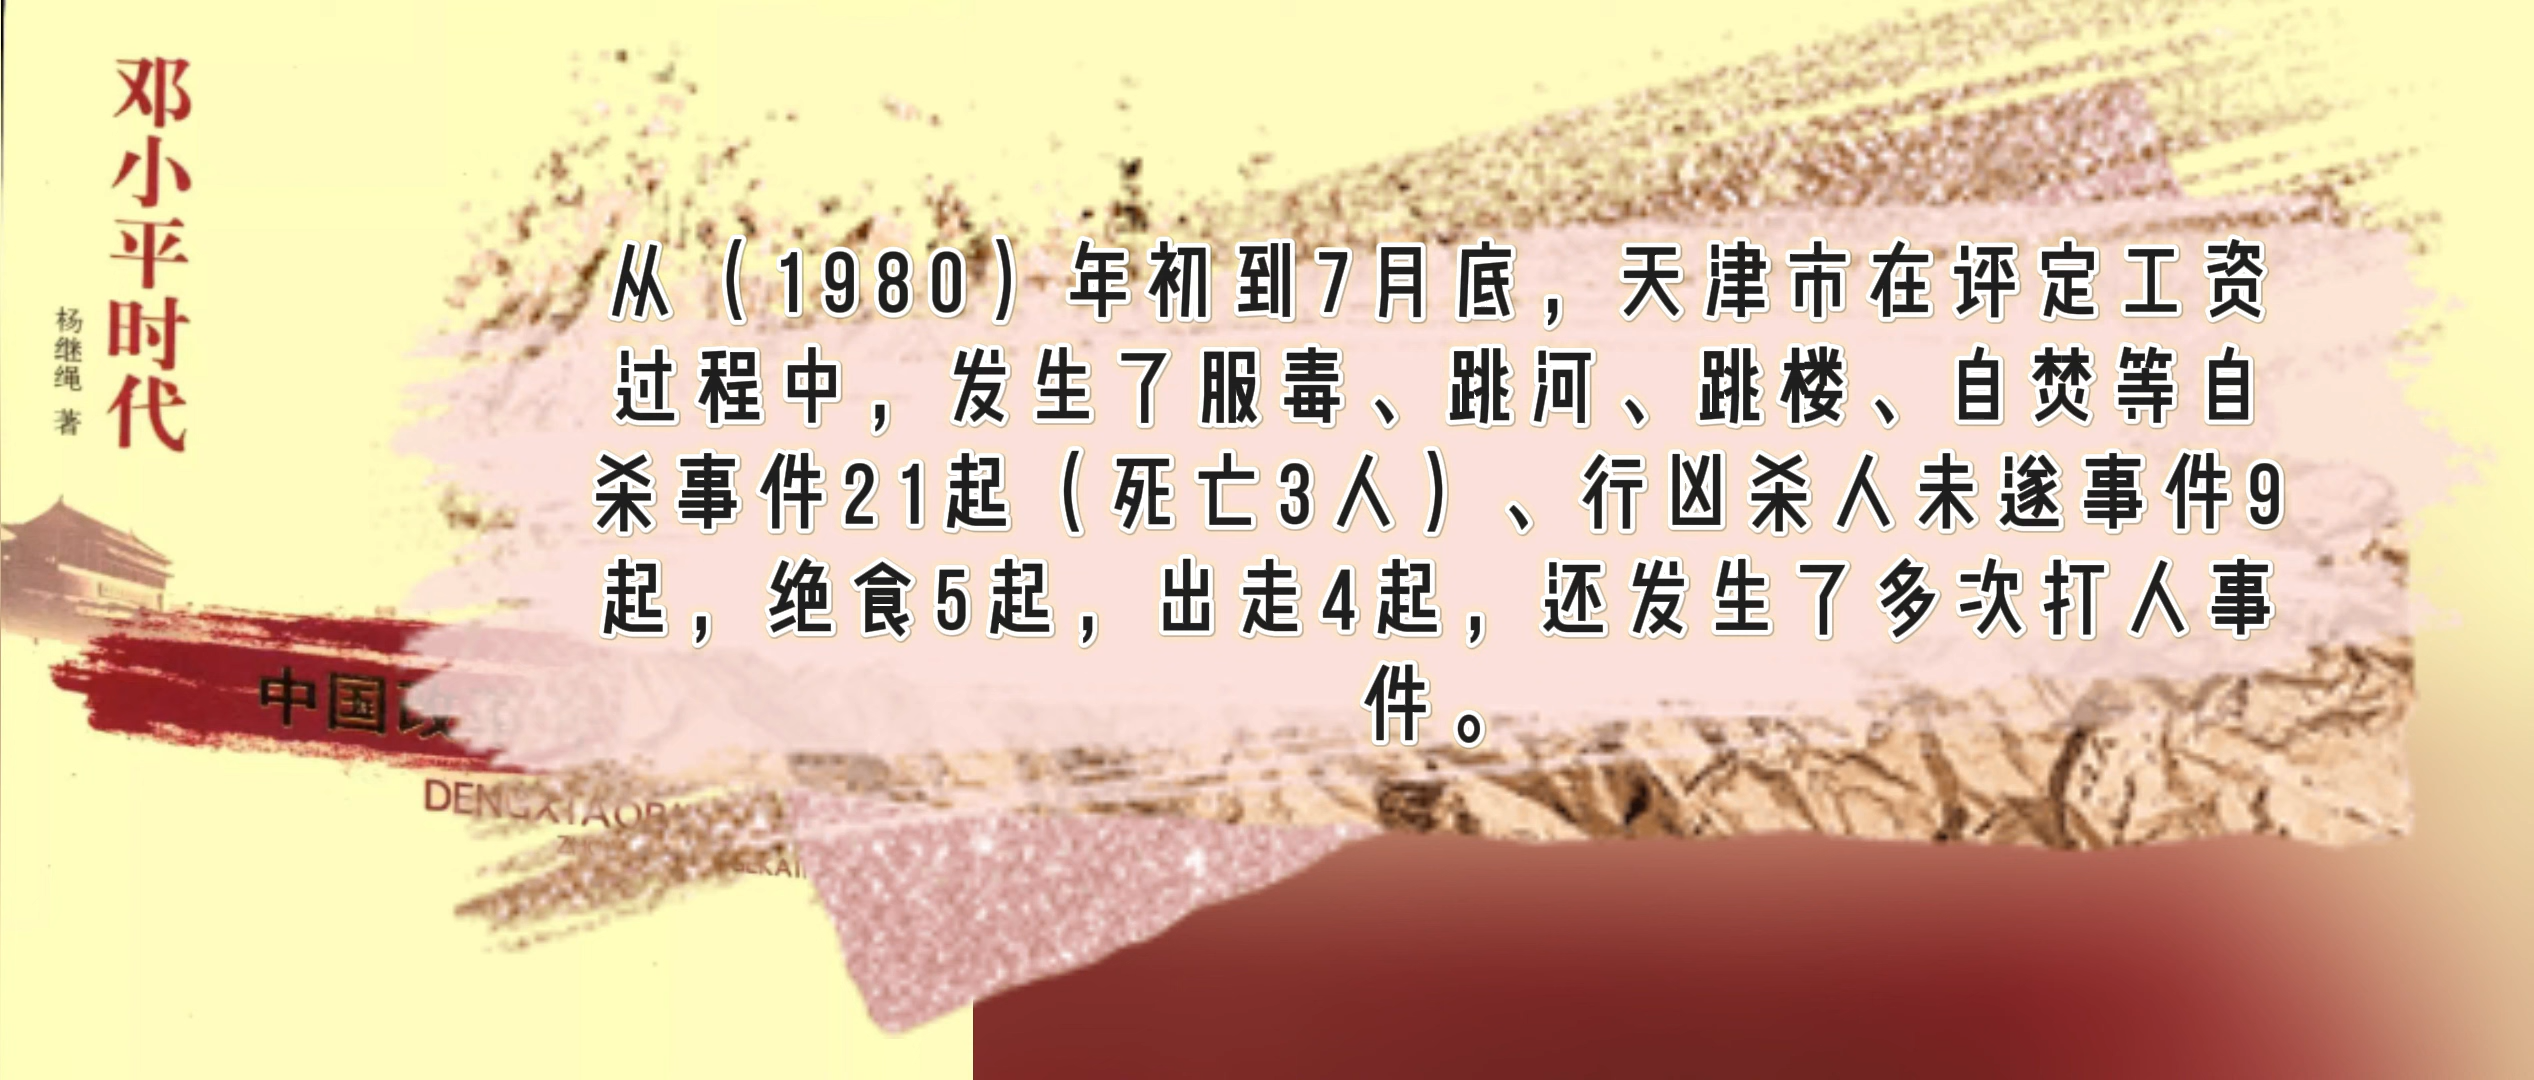 邓小平时代
杨继绳 著
从（1980）年初到7月底，天津市在评定工资
过程中，发生了服毒、跳河、跳楼、自焚等自
杀事件21起（死亡3人）、行凶杀人未遂事件9
起，绝食5起，出走4起，还发生了多次打人事
件。
中国